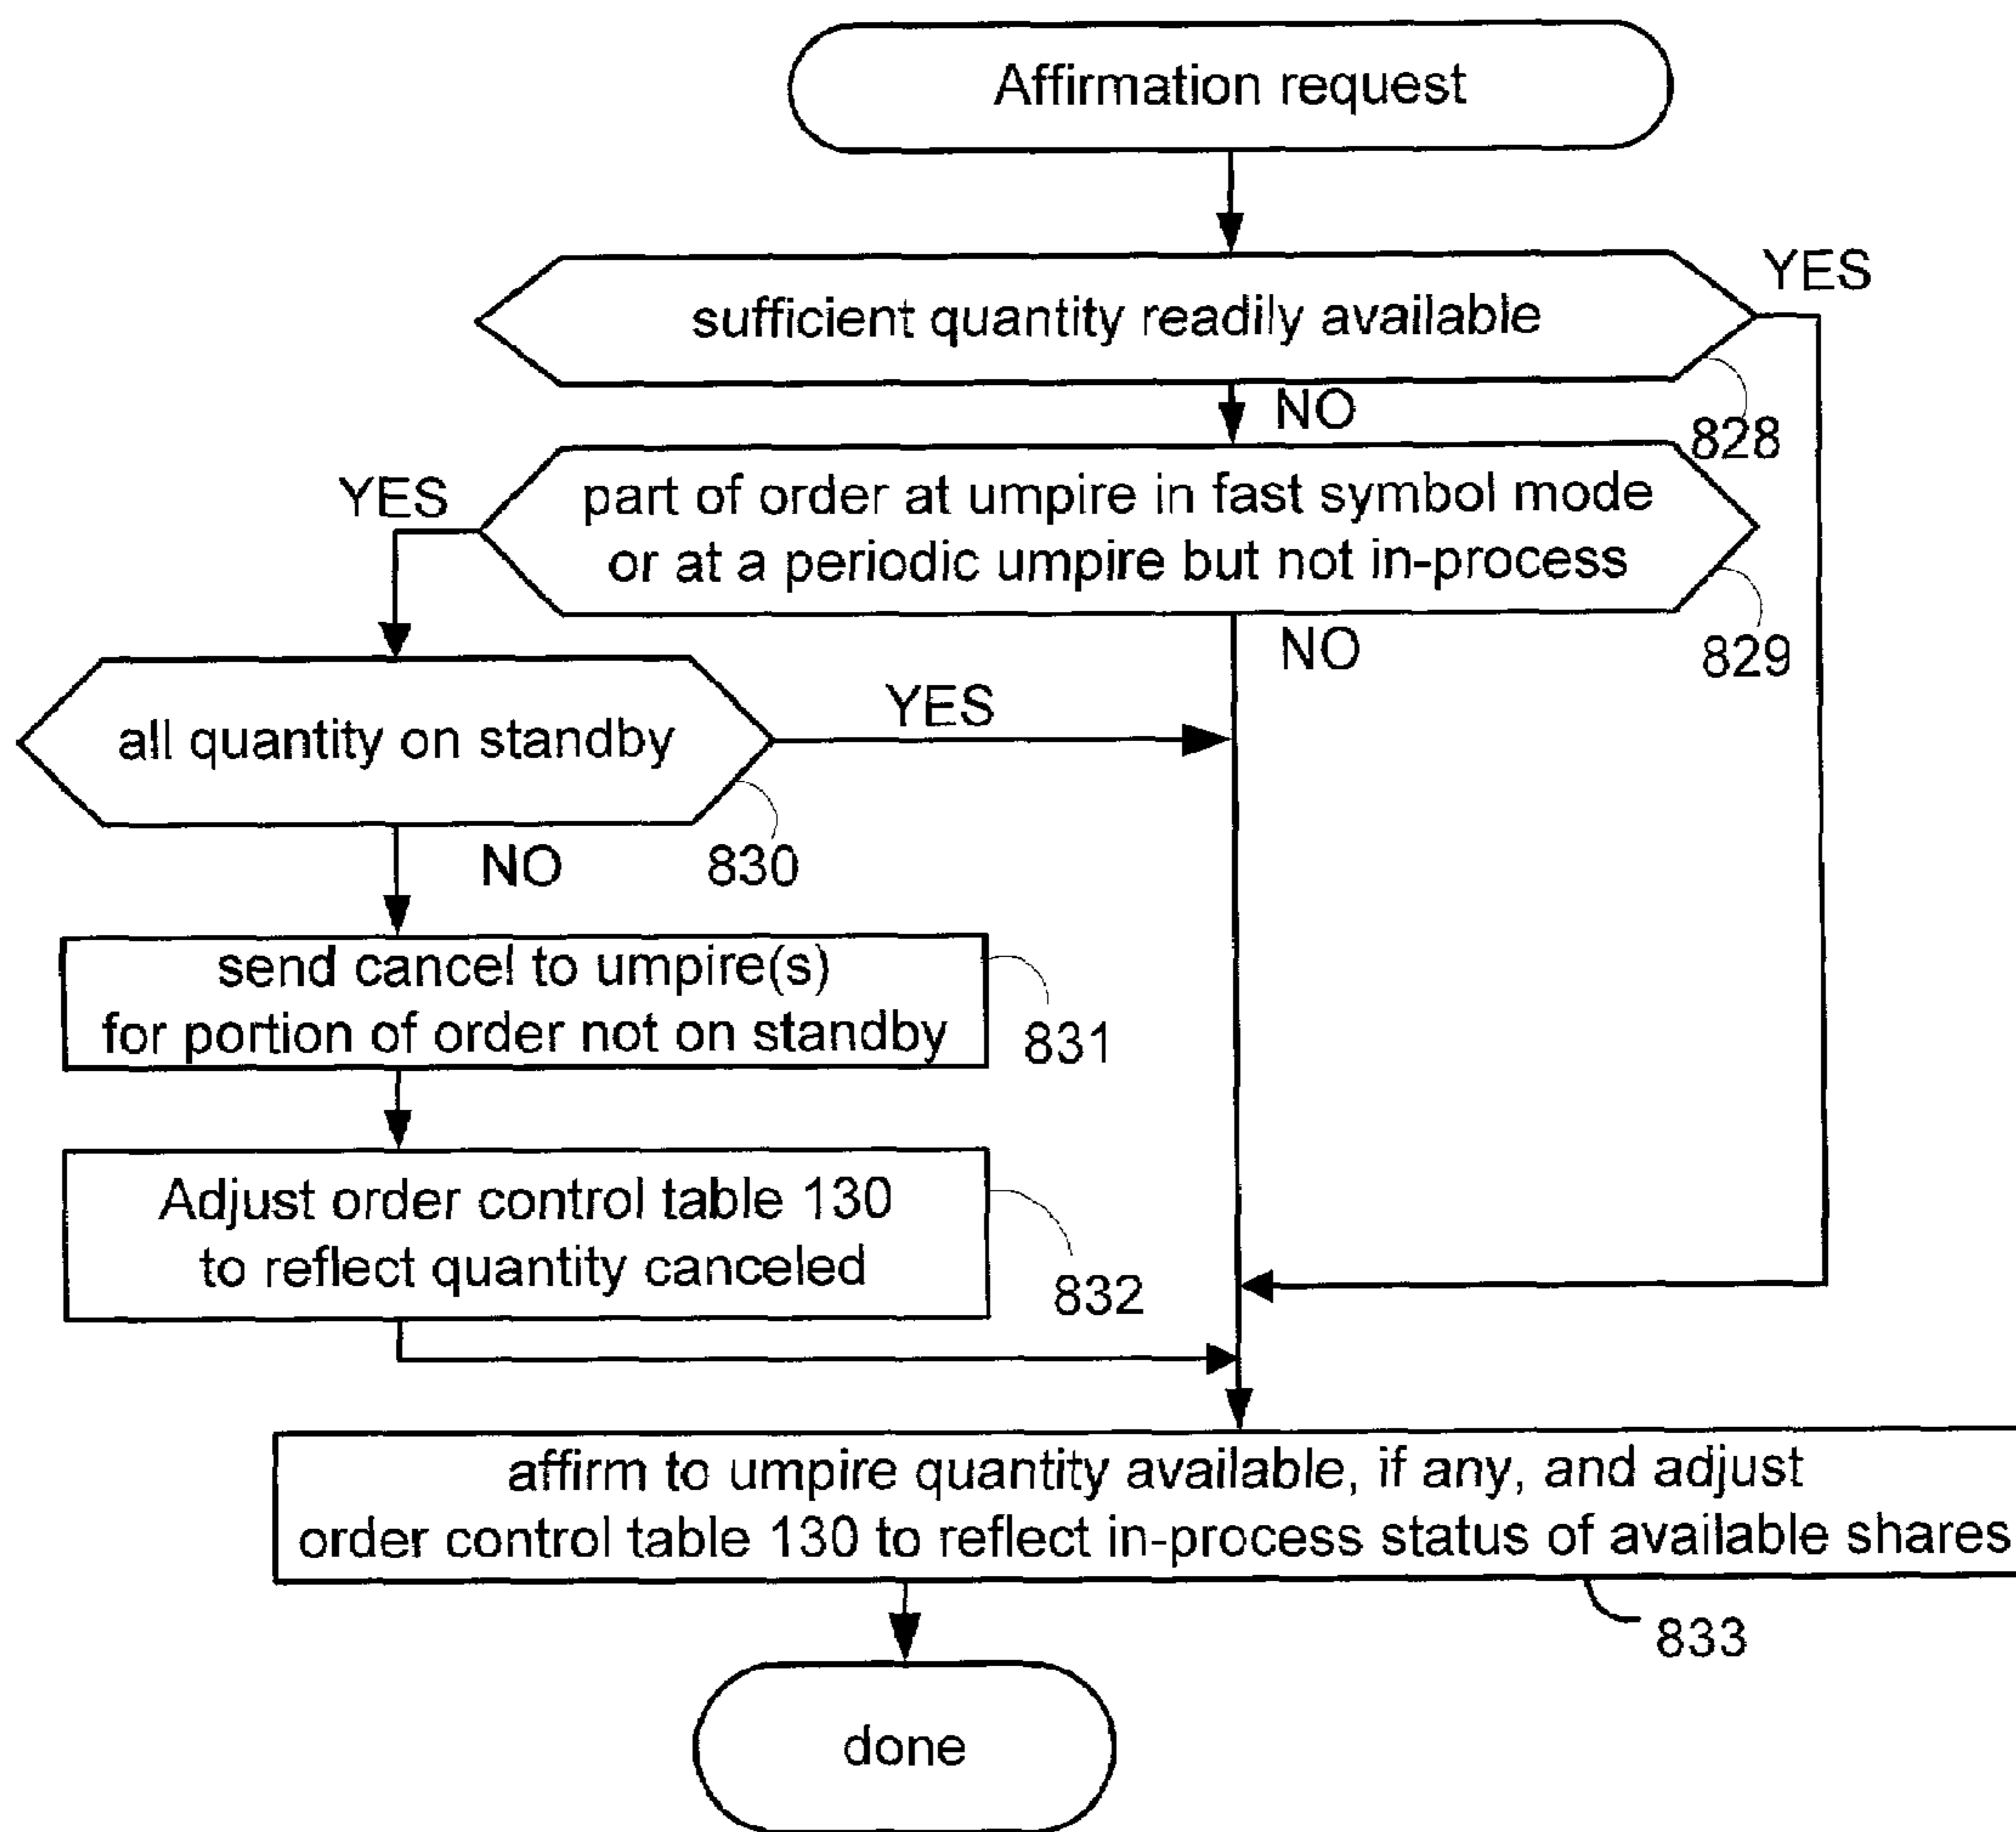 Affirmation request
YES
sufficient quantity readily available
NO
828
YES
part of order at umpire in fast symbol mode
or at a periodic umpire but not in-process
NO
829
all quantity on standby
YES
NO
830
send cancel to umpire(s)
for portion of order not on standby
831
Adjust order control table 130
to reflect quantity canceled
832
affirm to umpire quantity available, if any, and adjust
order control table 130 to reflect in-process status of available shares
833
done